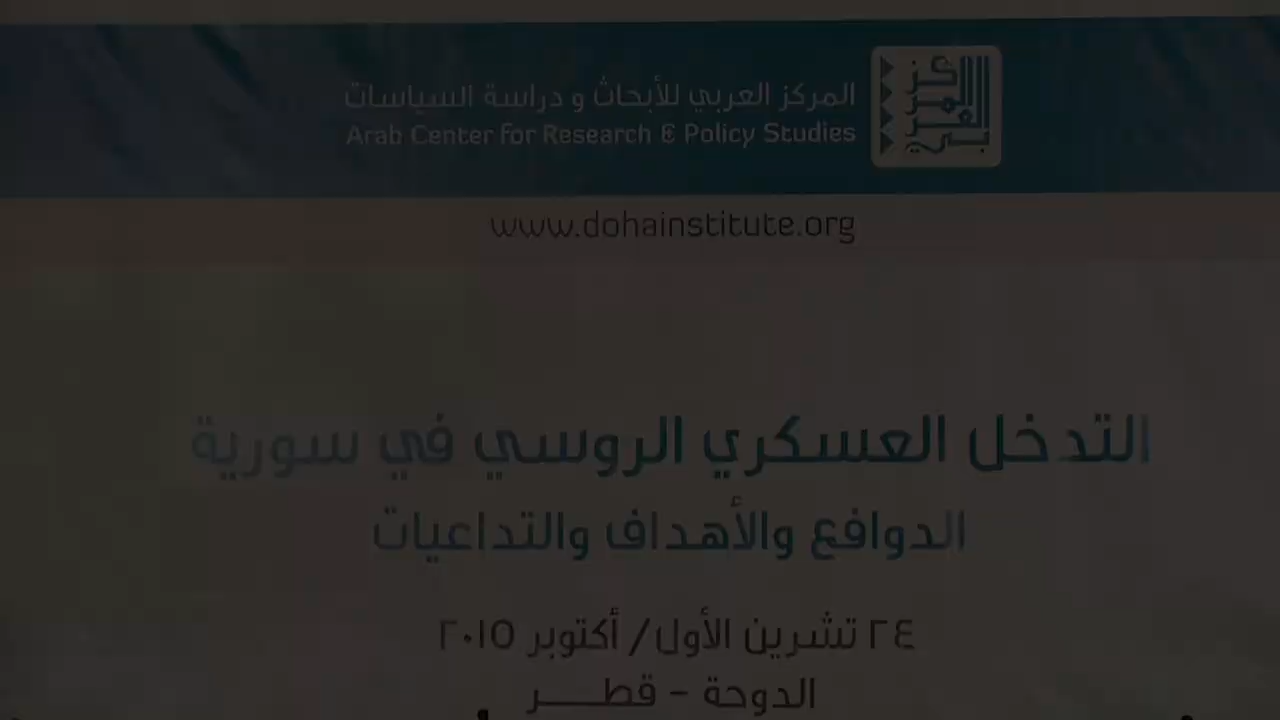 المركز العربي للأبحاث و دراسة السياسات
Arab Center for Research & Policy Studies
www.dohainstitute.org
التدخل العسكري الروسي في سورية
الدوافع والأهداف والتداعيات
٢٤ تشرين الأول/ أكتوبر ٢٠١٥
الدوحة - قطـــــر